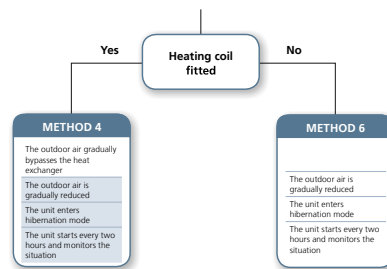 Yes
Heating coil
fitted
No
METHOD 4
The outdoor air gradually
bypasses the heat
exchanger
The outdoor air is
gradually reduced
The unit enters
hibernation mode
The unit starts every two
hours and monitors the
situation
METHOD 6
The outdoor air is
gradually reduced
The unit enters
hibernation mode
The unit starts every two
hours and monitors the
situation